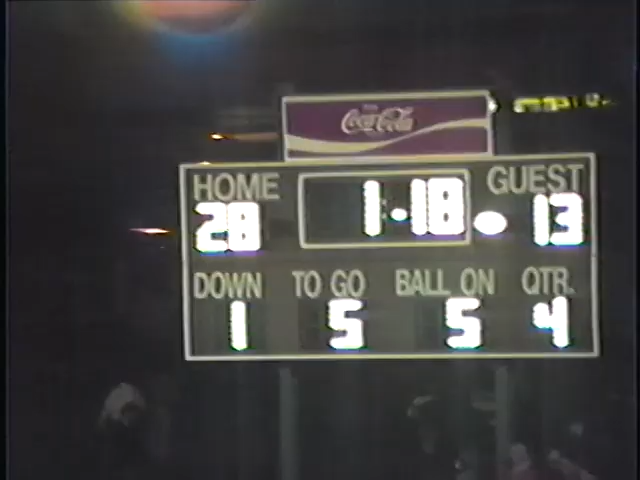 Coca-Cola
HOME 1:18 GUEST
28 13
DOWN TO GO BALL ON QTR.
1 5 5 4